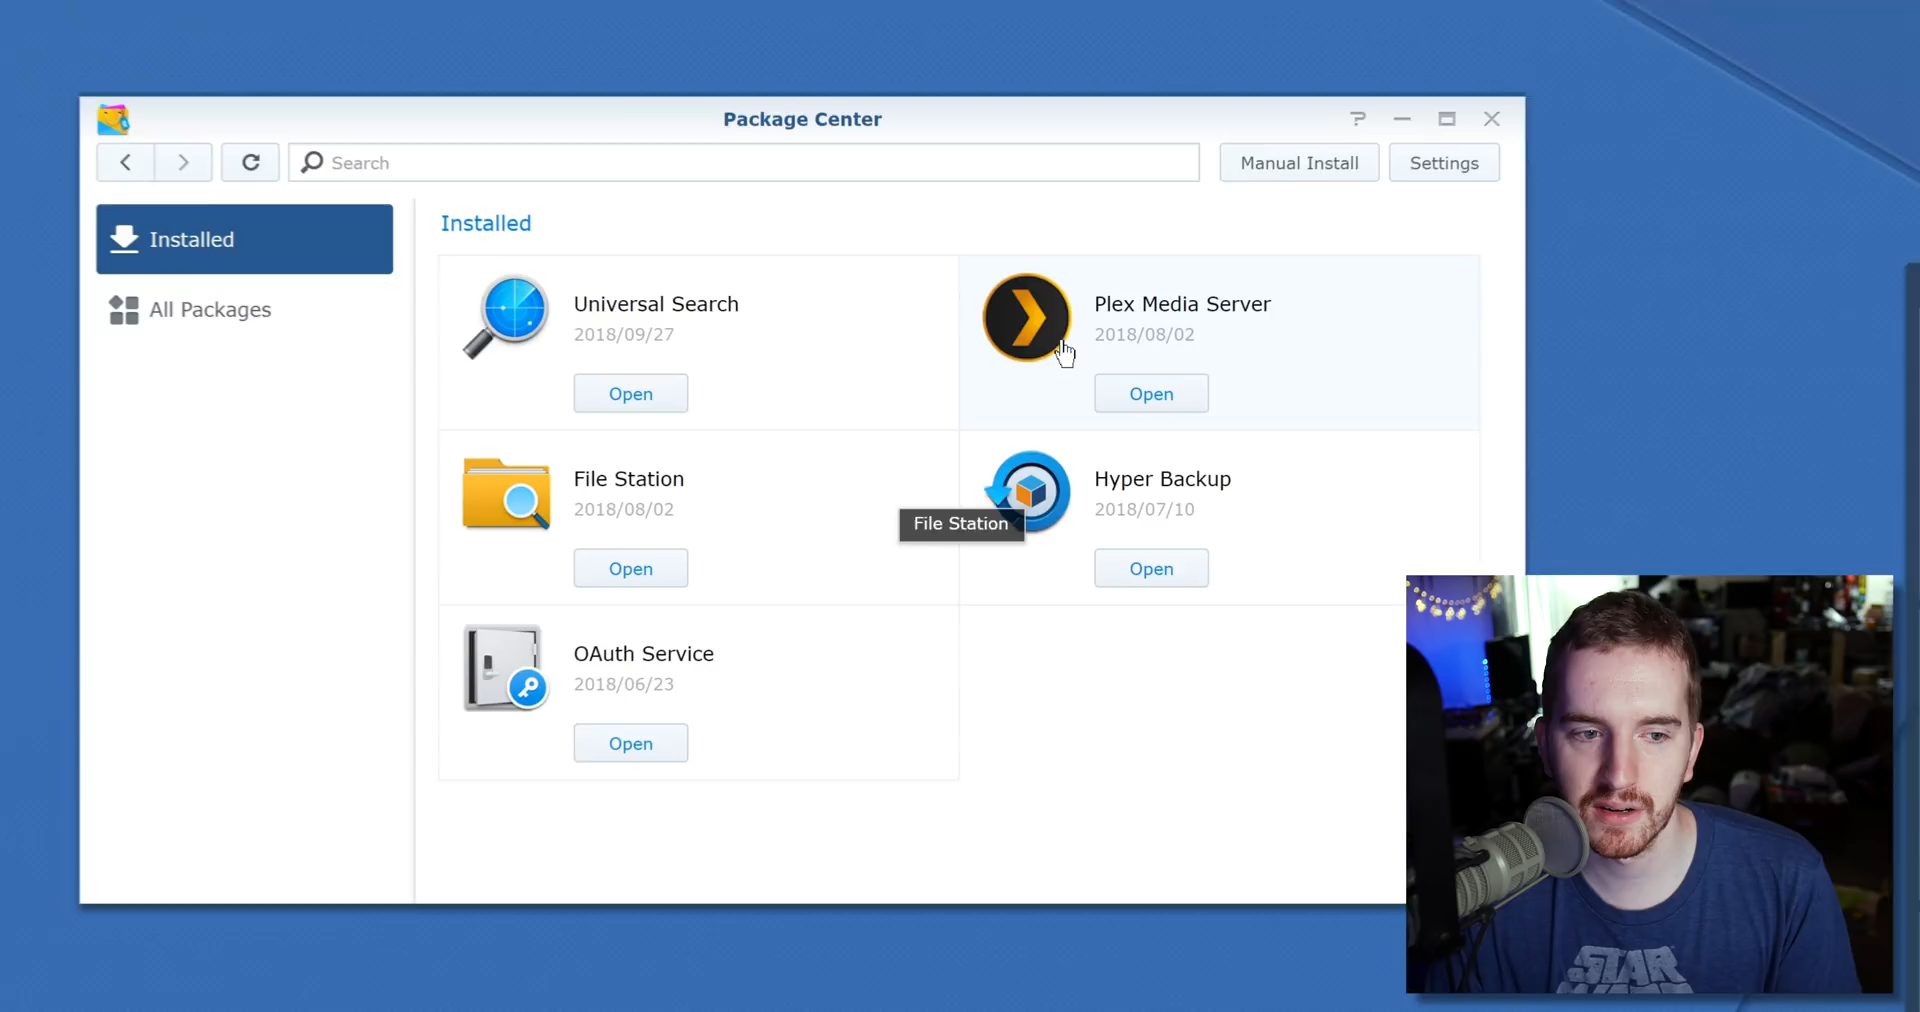 Package Center
Search
Manual Install
Settings
Installed
All Packages
Installed
Universal Search
2018/09/27
Open
Plex Media Server
2018/08/02
Open
File Station
2018/08/02
Open
Hyper Backup
2018/07/10
Open
File Station
OAuth Service
2018/06/23
Open
STAR
WARS